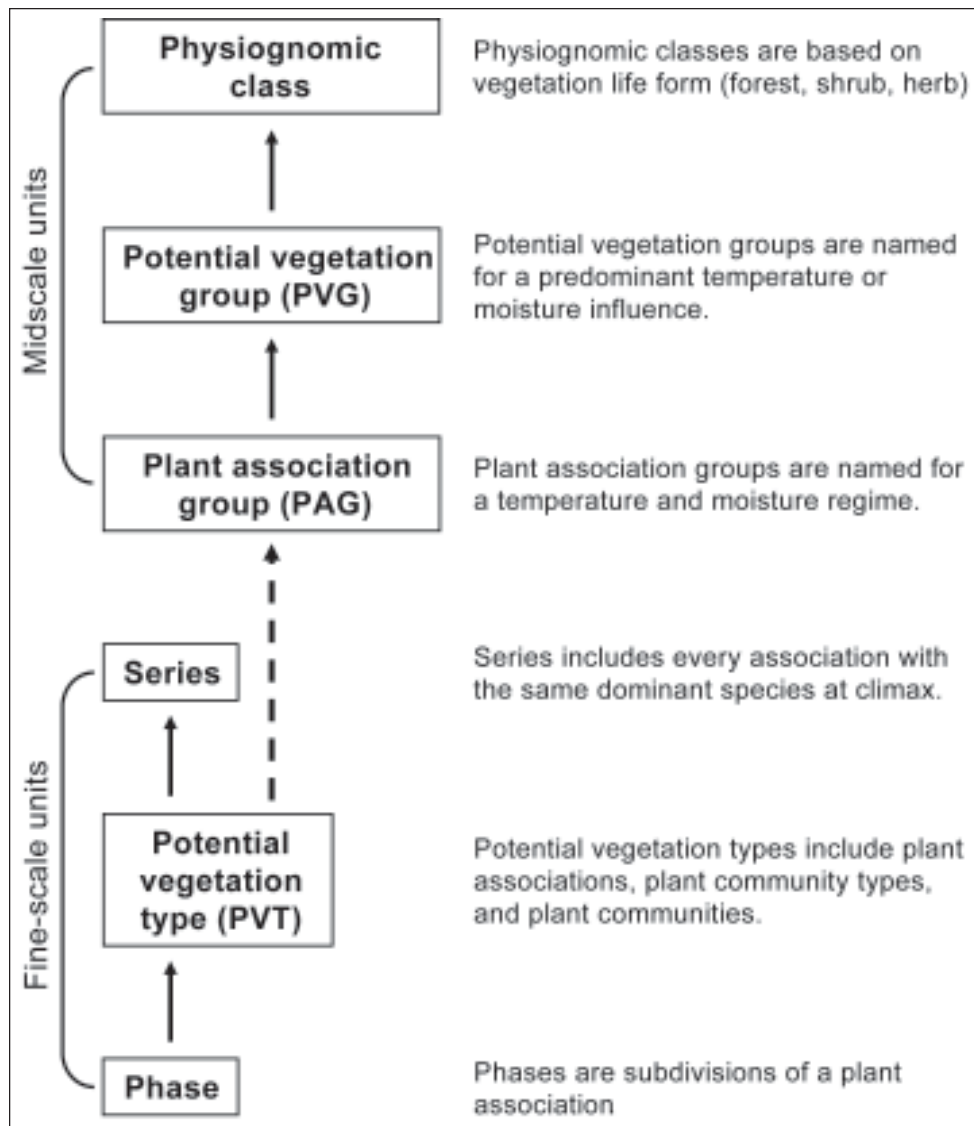 Physiognomic
class
Physiognomic classes are based on
vegetation life form (forest, shrub, herb)
Midscale units
Potential vegetation
group (PVG)
Potential vegetation groups are named
for a predominant temperature or
moisture influence.
Plant association
group (PAG)
Plant association groups are named for
a temperature and moisture regime.
Series
Series includes every association with
the same dominant species at climax.
Fine-scale units
Potential
vegetation
type (PVT)
Potential vegetation types include plant
associations, plant community types,
and plant communities.
Phase
Phases are subdivisions of a plant
association